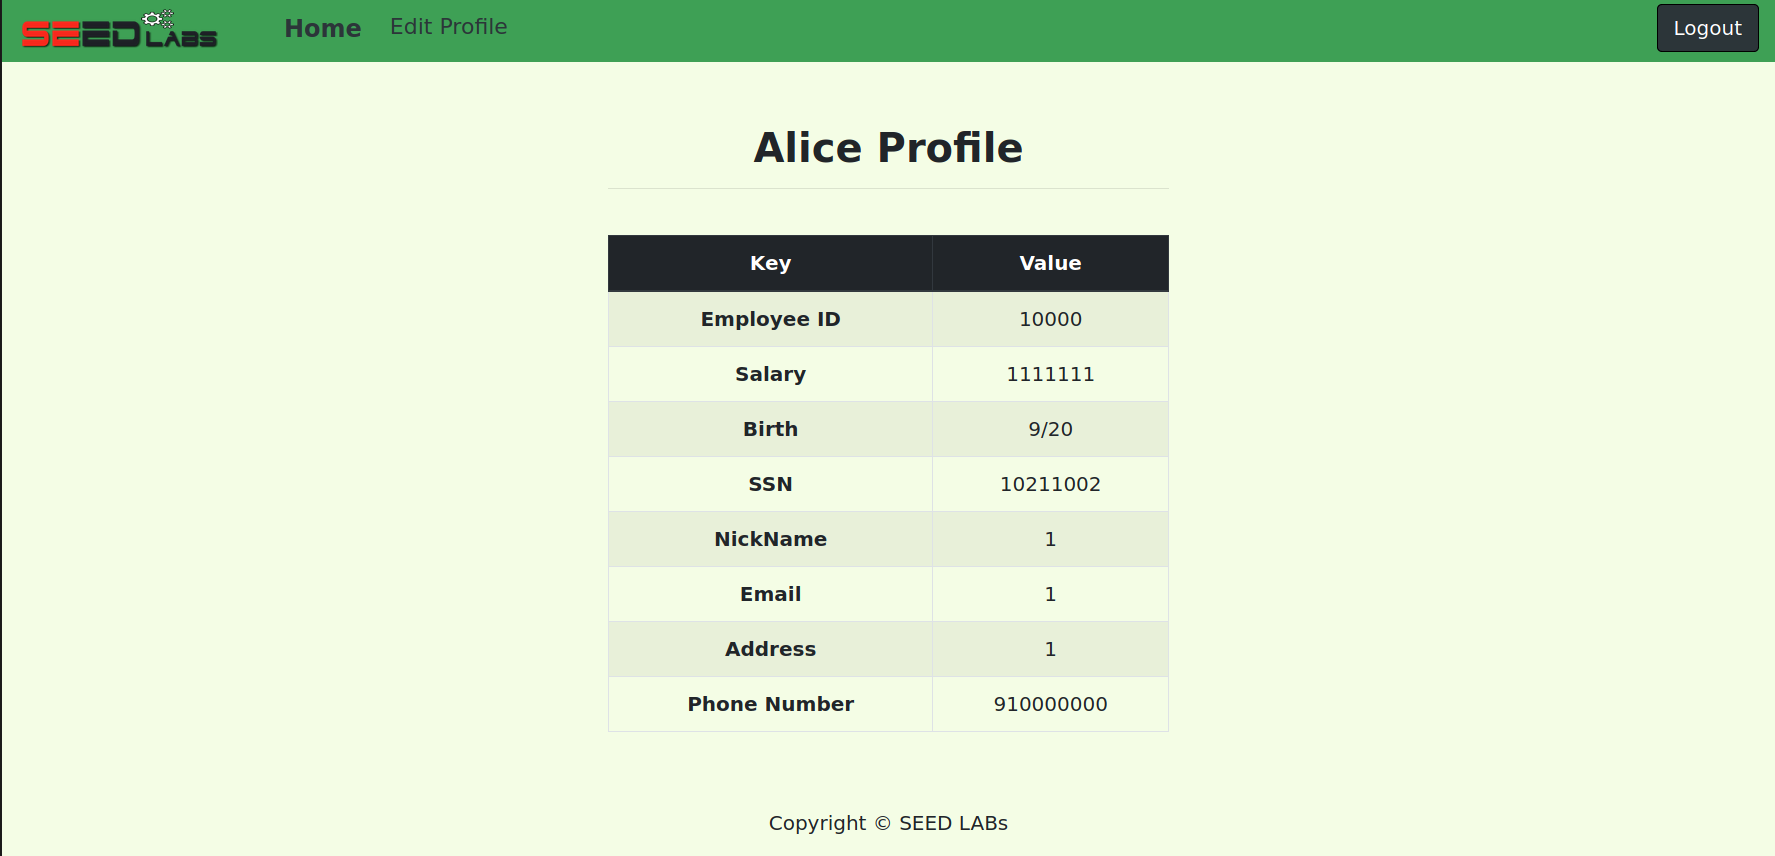 SEED LABS Home Edit Profile Logout
Alice Profile
Key Value
Employee ID 10000
Salary 1111111
Birth 9/20
SSN 10211002
NickName 1
Email 1
Address 1
Phone Number 910000000
Copyright © SEED LABs